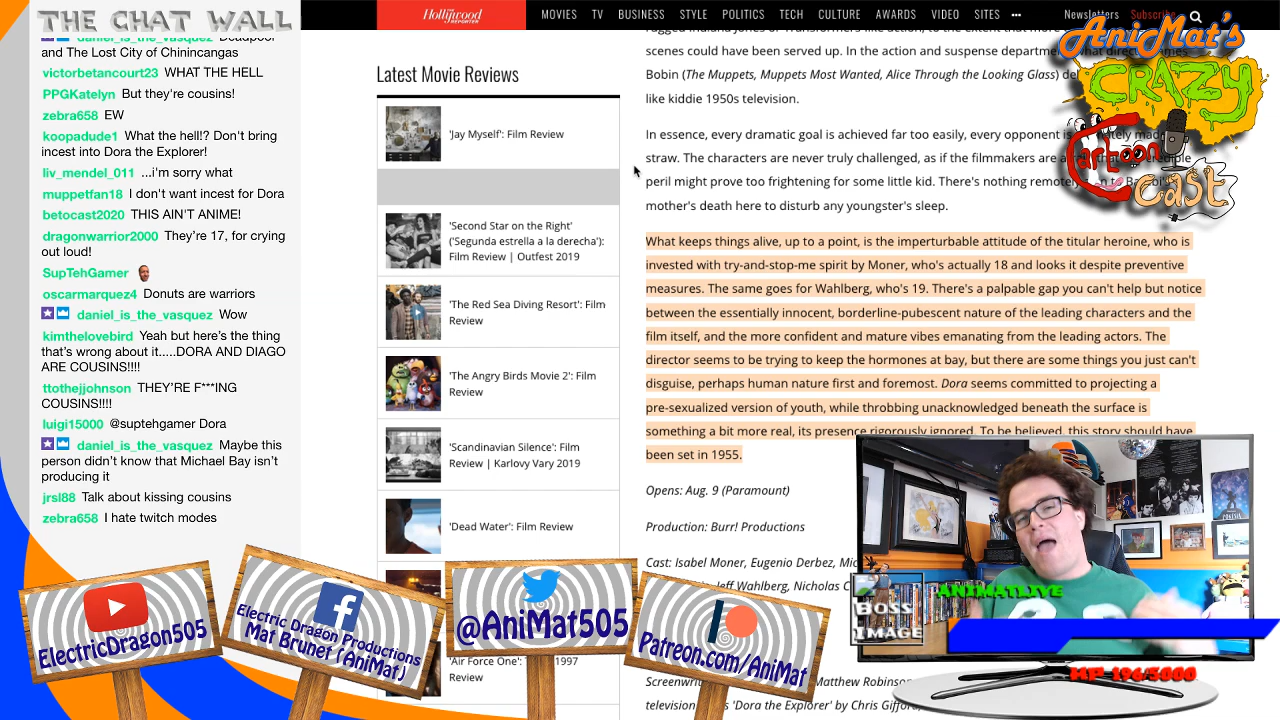 THE CHAT WALL
daniel_is_the_vasquez Deadpool
and The Lost City of Chinincangas
victorbetancourt23 WHAT THE HELL
PPGKatelyn But they're cousins!
zebra658 EW
koopadude1 What the hell!? Don't bring
incest into Dora the Explorer!
liv_mendel_011 ...i'm sorry what
muppetfan18 I don't want incest for Dora
betocast2020 THIS AIN'T ANIME!
dragonwarrior2000 They're 17, for crying
out loud!
SupTehGamer
oscarmarquez4 Donuts are warriors
daniel_is_the_vasquez Wow
kimthelovebird Yeah but here's the thing
that's wrong about it.....DORA AND DIAGO
ARE COUSINS!!!!
ttothejjohnson THEY'RE F***ING
COUSINS!!!!
luigi15000 @suptehgamer Dora
daniel_is_the_vasquez Maybe this
person didn't know that Michael Bay isn't
producing it
jrsl88 Talk about kissing cousins
zebra658 I hate twitch modes
The Hollywood REPORTER
MOVIES TV BUSINESS STYLE POLITICS TECH CULTURE AWARDS VIDEO SITES ••• Newsletters Subscribe
Latest Movie Reviews
'Jay Myself': Film Review
'Second Star on the Right'
('Segunda estrella a la derecha'):
Film Review | Outfest 2019
'The Red Sea Diving Resort': Film
Review
'The Angry Birds Movie 2': Film
Review
'Scandinavian Silence': Film
Review | Karlovy Vary 2019
'Dead Water': Film Review
'Air Force One': 1997
Review
scenes could have been served up. In the action and suspense
Bobin (The Muppets, Muppets Most Wanted, Alice Through the Looking Glass)
like kiddie 1950s television.
In essence, every dramatic goal is achieved far too easily, every opponent is
straw. The characters are never truly challenged, as if the filmmakers are
peril might prove too frightening for some little kid. There's nothing
mother's death here to disturb any youngster's sleep.
What keeps things alive, up to a point, is the imperturbable attitude of the titular heroine, who is
invested with try-and-stop-me spirit by Moner, who's actually 18 and looks it despite preventive
measures. The same goes for Wahlberg, who's 19. There's a palpable gap you can't help but notice
between the essentially innocent, borderline-pubescent nature of the leading characters and the
film itself, and the more confident and mature vibes emanating from the leading actors. The
director seems to be trying to keep the hormones at bay, but there are some things you just can't
disguise, perhaps human nature first and foremost. Dora seems committed to projecting a
pre-sexualized version of youth, while throbbing unacknowledged beneath the surface is
something a bit more real, its presence rigorously ignored. To be believed, this story should have
been set in 1955.
Opens: Aug. 9 (Paramount)
Production: Burr! Productions
Cast: Isabel Moner, Eugenio Derbez,
Jeff Wahlberg, Nicholas
Matthew Robinson
'Dora the Explorer' by Chris Gifford,
AniMat's
CRAZY
Cartoon
Cast
ElectricDragon505
Electric Dragon Productions
Mat Brunet (AniMat)
@AniMat505
Patreon.com/AniMat
BOSS
IMAGE
ANIMATLIVE
HP 196/5000